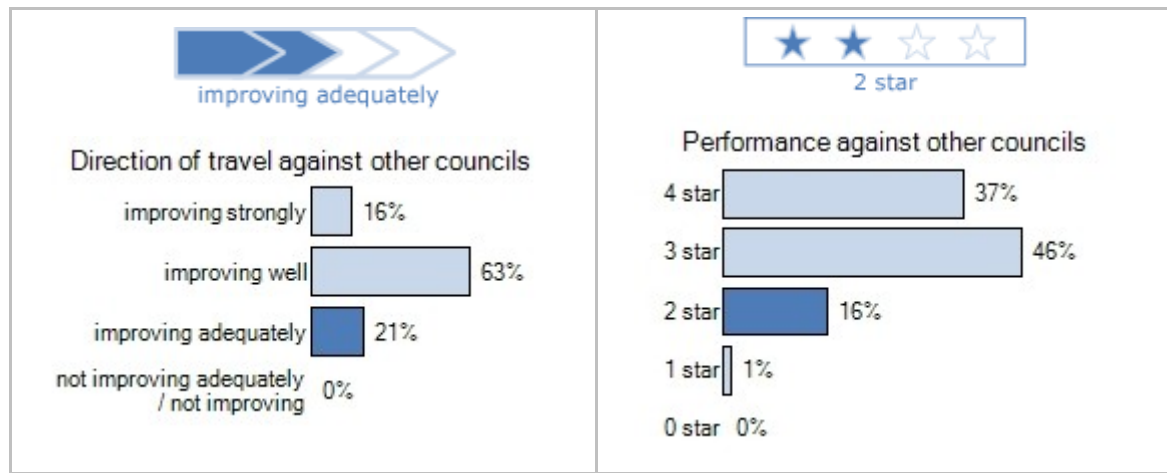 improving adequately
Direction of travel against other councils
improving strongly 16%
improving well 63%
improving adequately 21%
not improving adequately
/ not improving 0%
2 star
Performance against other councils
4 star 37%
3 star 46%
2 star 16%
1 star 1%
0 star 0%